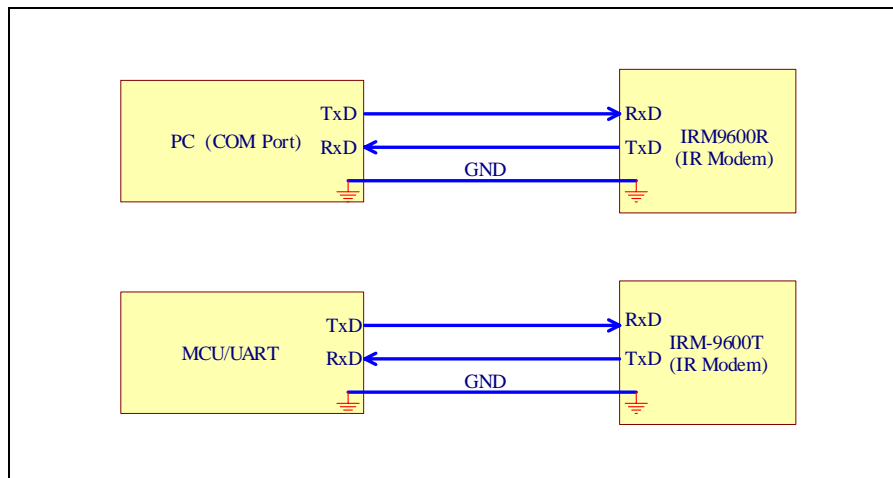 TxD
RxD
PC (COM Port)
RxD
TxD
IRM9600R
(IR Modem)
GND
TxD
RxD
MCU/UART
RxD
TxD
IRM-9600T
(IR Modem)
GND